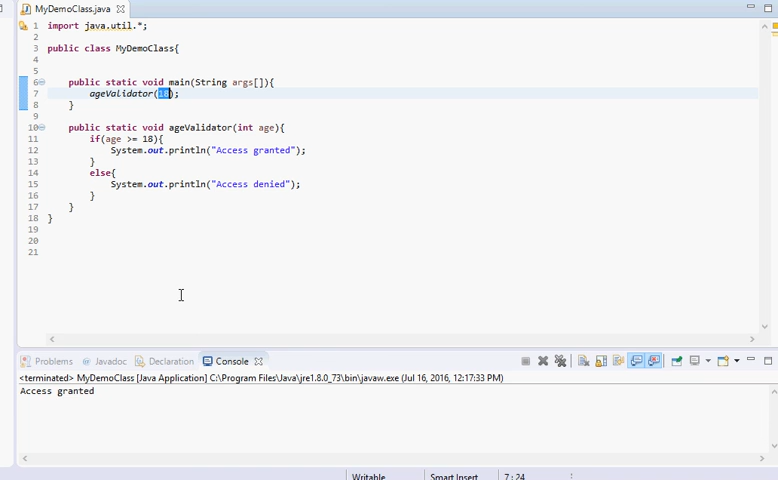 MyDemoClass.java
1 import java.util.*;
2
3 public class MyDemoClass{
4
5
6 public static void main(String args[]){
7 ageValidator(18);
8 }
9
10 public static void ageValidator(int age){
11 if(age >= 18){
12 System.out.println("Access granted");
13 }
14 else{
15 System.out.println("Access denied");
16 }
17 }
18 }
19
20
21
Problems Javadoc Declaration Console
<terminated> MyDemoClass [Java Application] C:\Program Files\Java\jre1.8.0_73\bin\javaw.exe (Jul 16, 2016, 12:17:33 PM)
Access granted
Writable Smart Insert 7 : 24